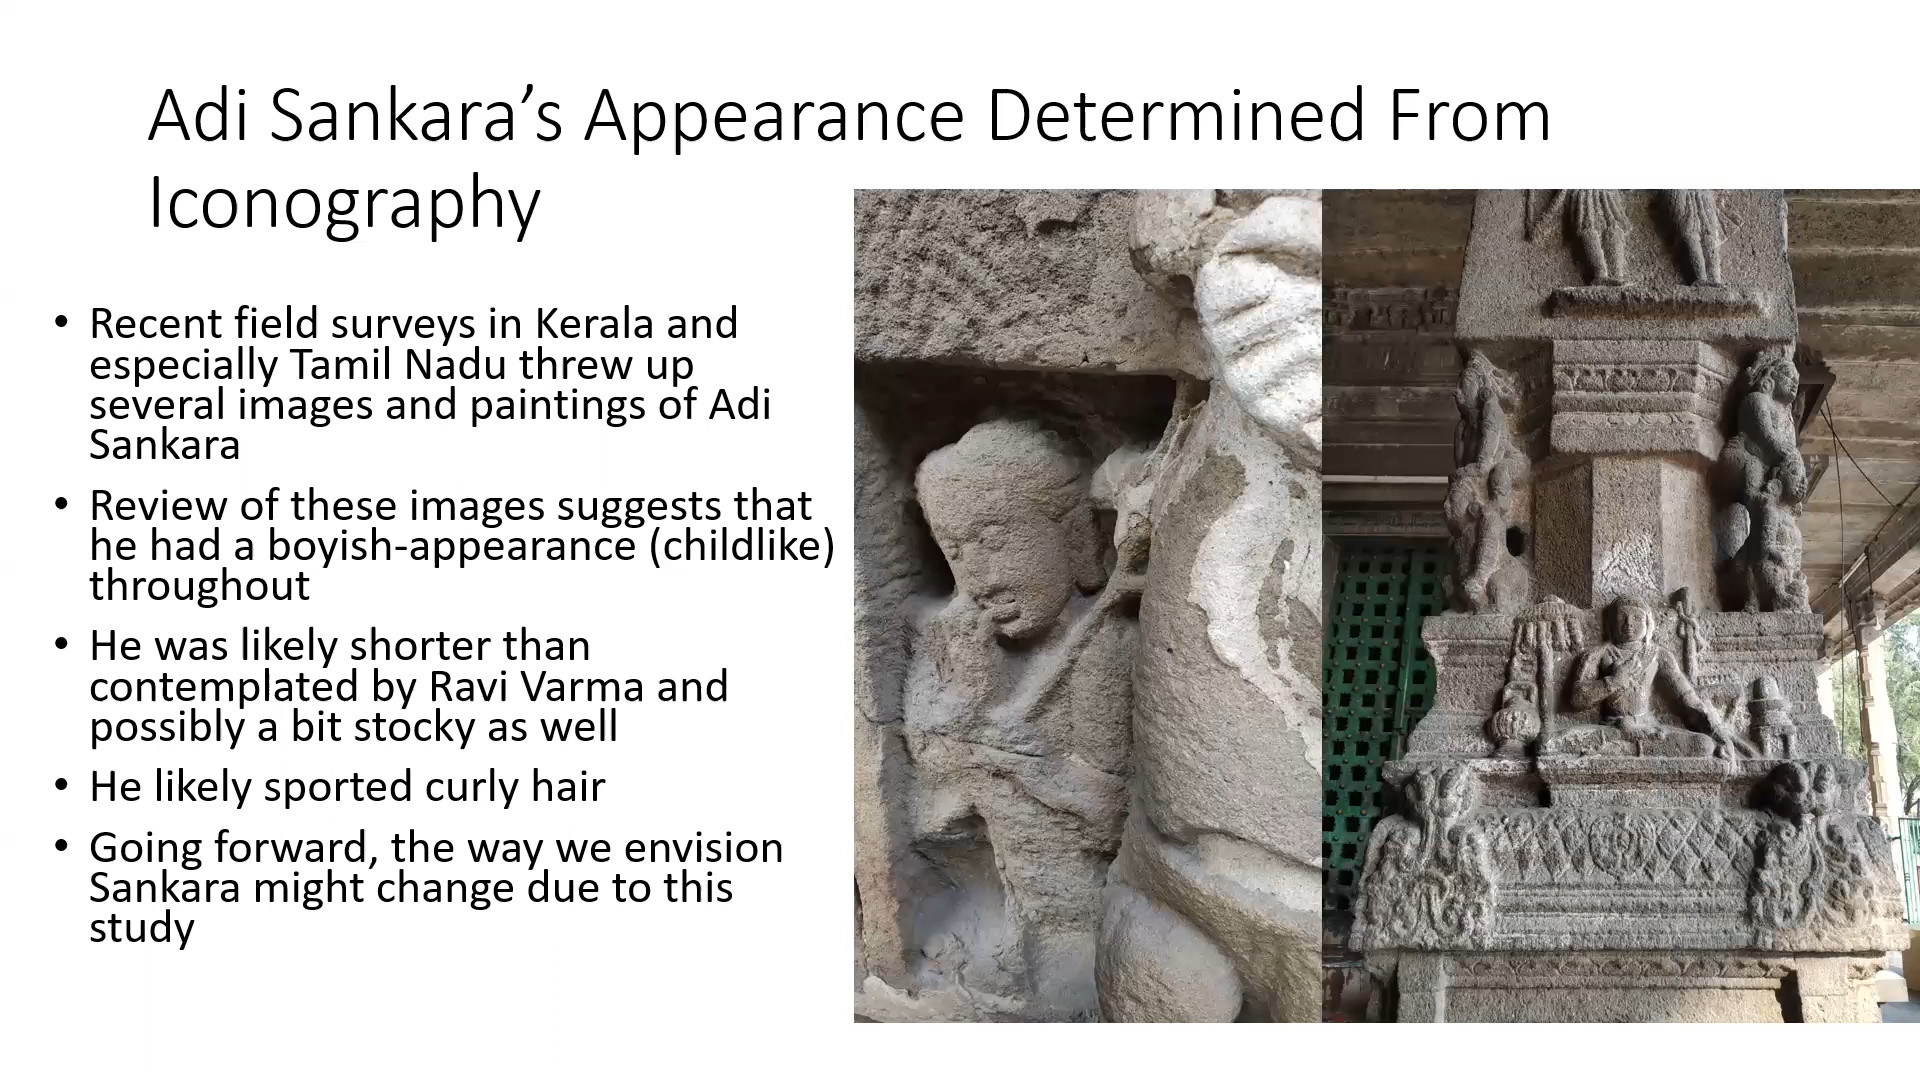 Adi Sankara’s Appearance Determined From
Iconography
• Recent field surveys in Kerala and
especially Tamil Nadu threw up
several images and paintings of Adi
Sankara
• Review of these images suggests that
he had a boyish-appearance (childlike)
throughout
• He was likely shorter than
contemplated by Ravi Varma and
possibly a bit stocky as well
• He likely sported curly hair
• Going forward, the way we envision
Sankara might change due to this
study